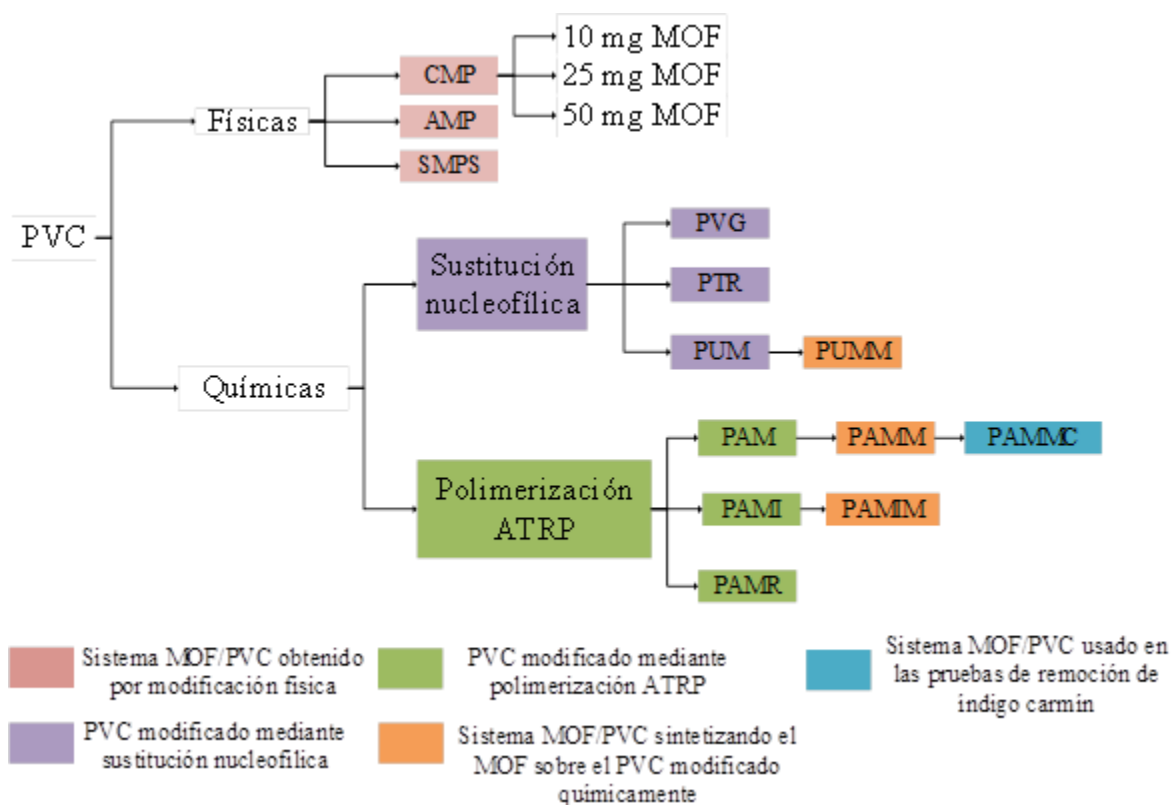 10 mg MOF
CMP
25 mg MOF
50 mg MOF
Físicas
AMP
SMPS
PVC
PVG
Sustitución
nucleofílica
PTR
PUM
PUMM
Químicas
PAM
PAMM
PAMMC
Polimerización
ATRP
PAMI
PAMIM
PAMR
Sistema MOF/PVC obtenido
por modificación física
PVC modificado mediante
polimerización ATRP
Sistema MOF/PVC usado en
las pruebas de remoción de
índigo carmín
PVC modificado mediante
sustitución nucleofílica
Sistema MOF/PVC sintetizando el
MOF sobre el PVC modificado
químicamente